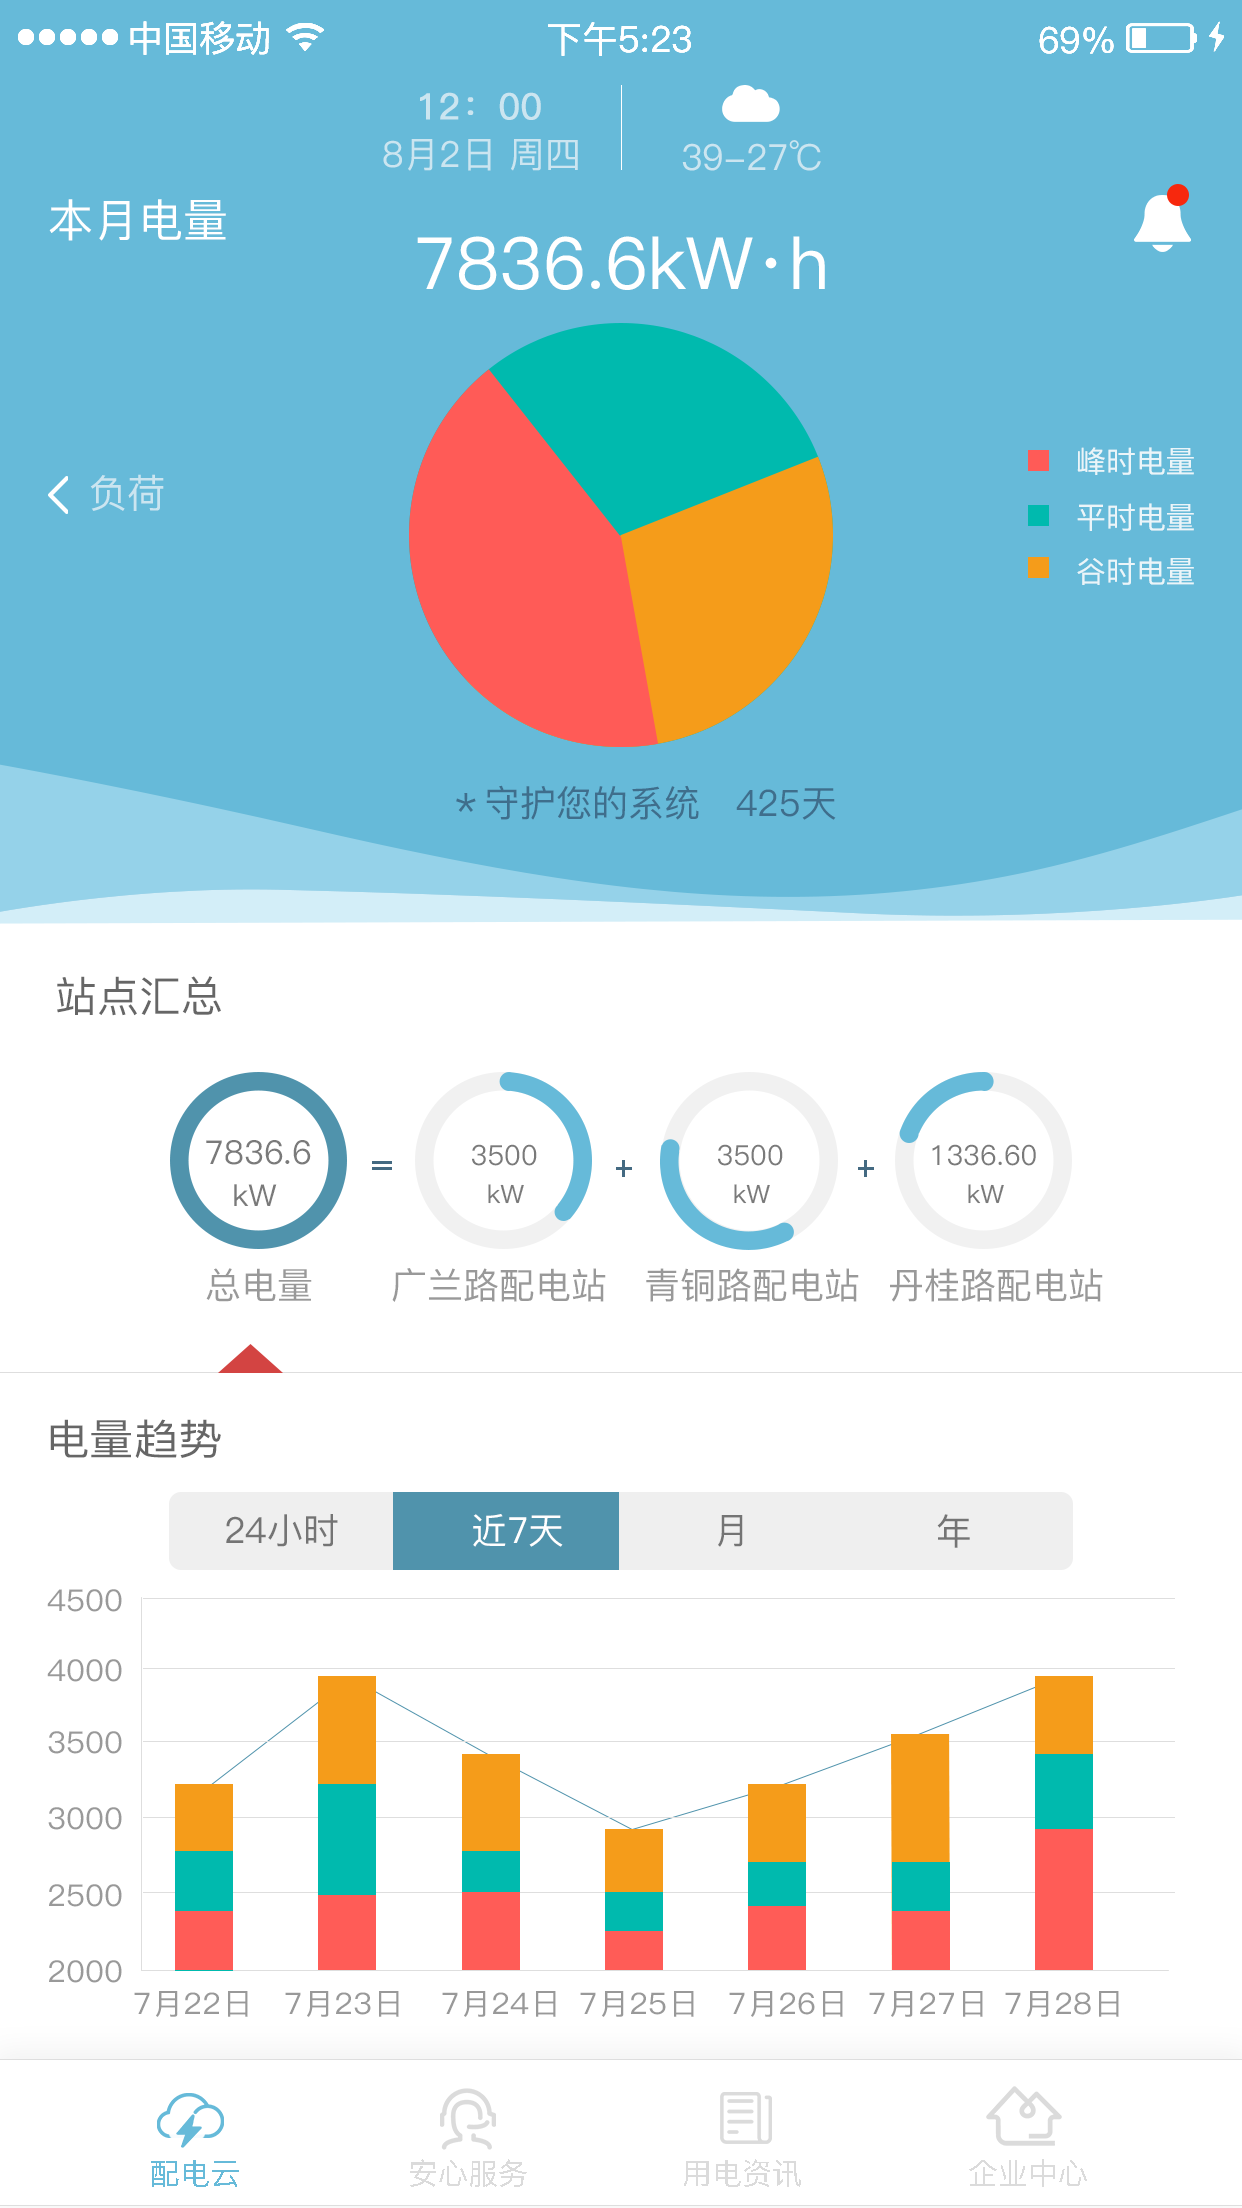 中国移动 下午5:23 69%
12：00
8月2日 周四 39-27℃
本月电量
7836.6kW·h
负荷
峰时电量
平时电量
谷时电量
*守护您的系统 425天
站点汇总
7836.6 kW = 3500 kW + 3500 kW + 1336.60 kW
总电量 广兰路配电站 青铜路配电站 丹桂路配电站
电量趋势
24小时 近7天 月 年
4500
4000
3500
3000
2500
2000
7月22日 7月23日 7月24日 7月25日 7月26日 7月27日 7月28日
配电云 安心服务 用电资讯 企业中心